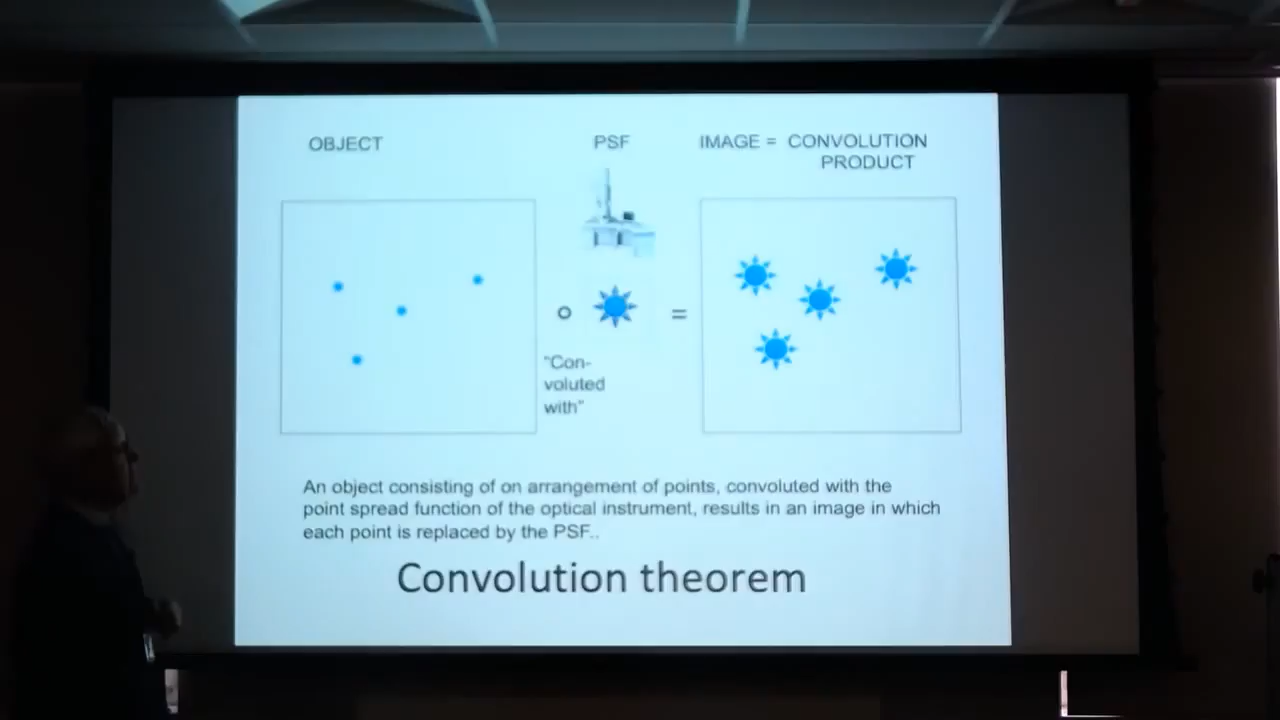 OBJECT
PSF
IMAGE = CONVOLUTION
PRODUCT
o
=
"Con-
voluted
with"
An object consisting of on arrangement of points, convoluted with the
point spread function of the optical instrument, results in an image in which
each point is replaced by the PSF..
Convolution theorem